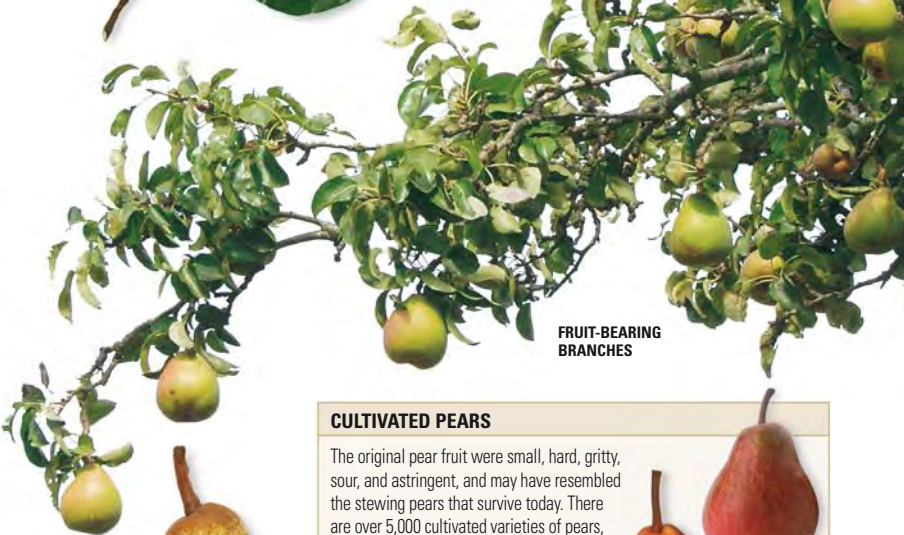 FRUIT-BEARING
BRANCHES
CULTIVATED PEARS
The original pear fruit were small, hard, gritty,
sour, and astringent, and may have resembled
the stewing pears that survive today. There
are over 5,000 cultivated varieties of pears,